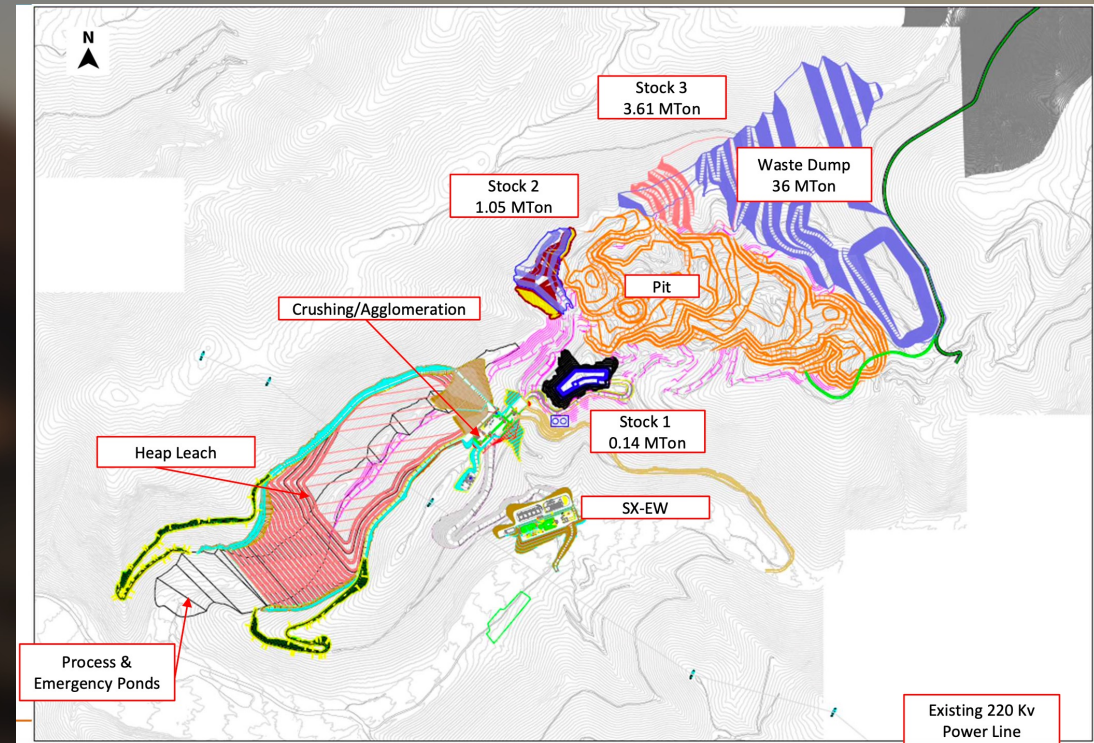 N
Stock 3
3.61 MTon
Waste Dump
36 MTon
Stock 2
1.05 MTon
Pit
Crushing/Agglomeration
Stock 1
0.14 MTon
Heap Leach
SX-EW
Process &
Emergency Ponds
Existing 220 Kv
Power Line